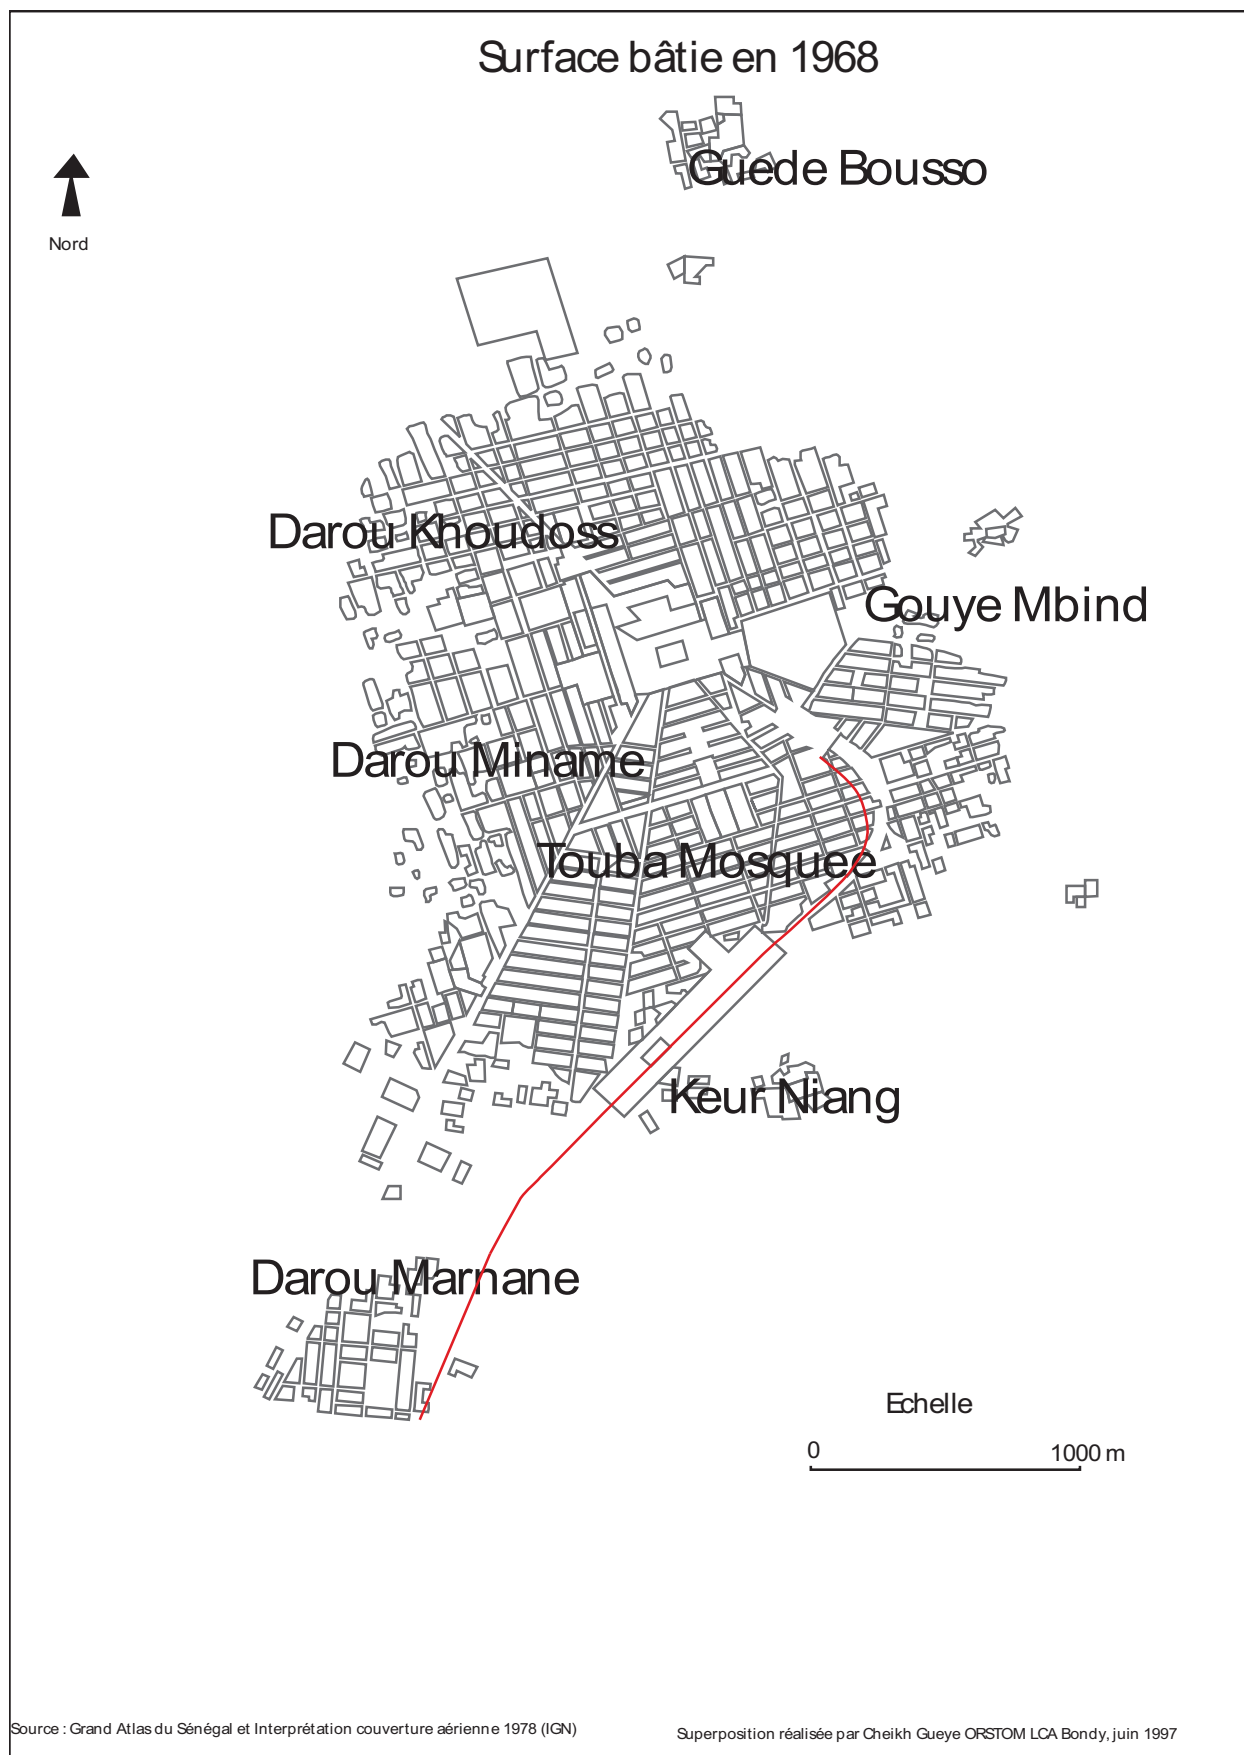 Surface bâtie en 1968
Guede Bousso
Nord
Darou Khoudoss
Gouye Mbind
Darou Miname
Touba Mosquee
Keur Niang
Darou Marnane
Echelle
0 1000 m
Source : Grand Atlas du Sénégal et Interprétation couverture aérienne 1978 (IGN)
Superposition réalisée par Cheikh Gueye ORSTOM LCA Bondy, juin 1997